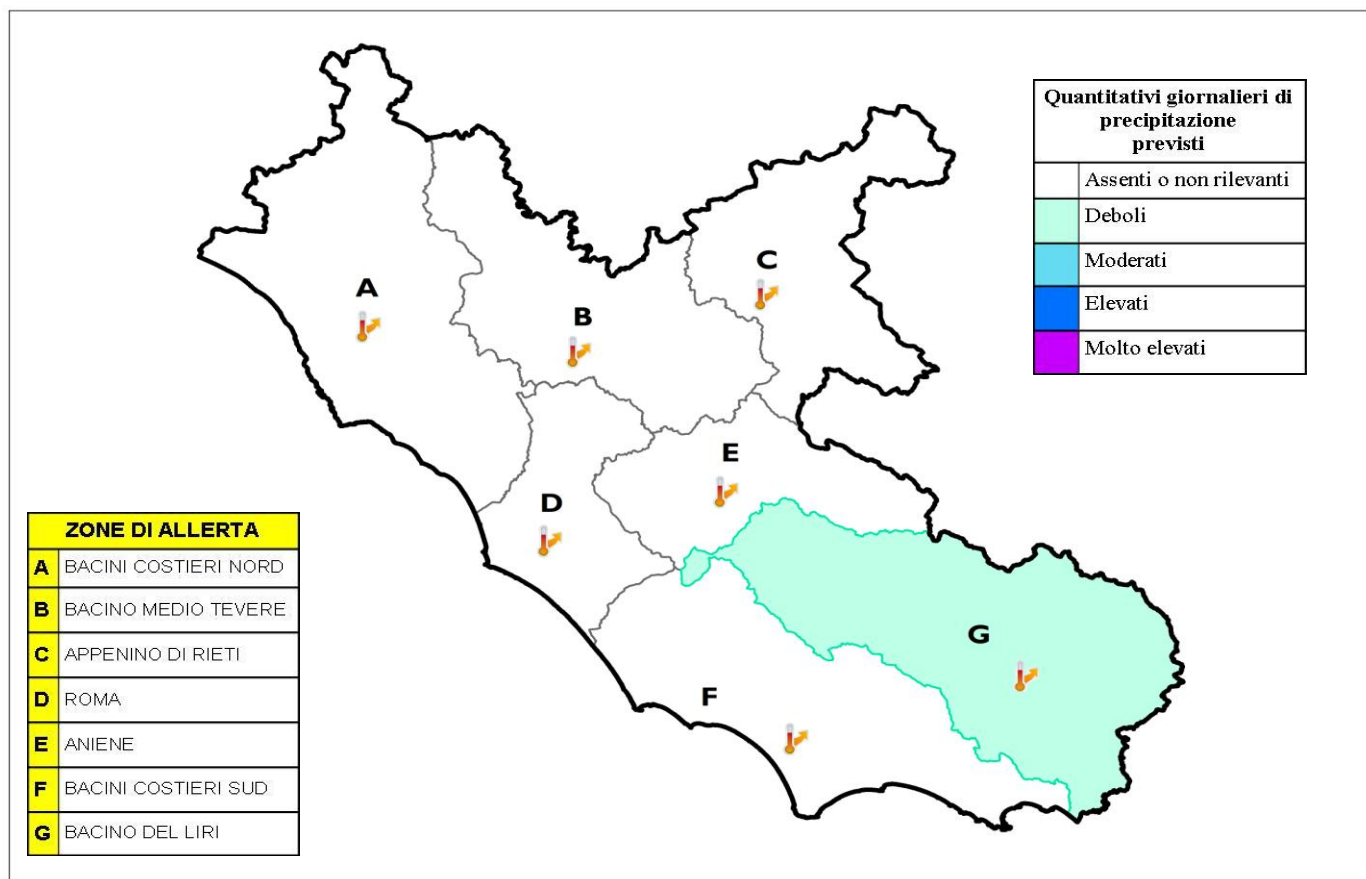 Quantitativi giornalieri di
precipitazione
previsti
Assenti o non rilevanti
Deboli
Moderati
Elevati
Molto elevati
A
B
C
D
E
F
G
ZONE DI ALLERTA
A BACINI COSTIERI NORD
B BACINO MEDIO TEVERE
C APPENINO DI RIETI
D ROMA
E ANIENE
F BACINI COSTIERI SUD
G BACINO DEL LIRI